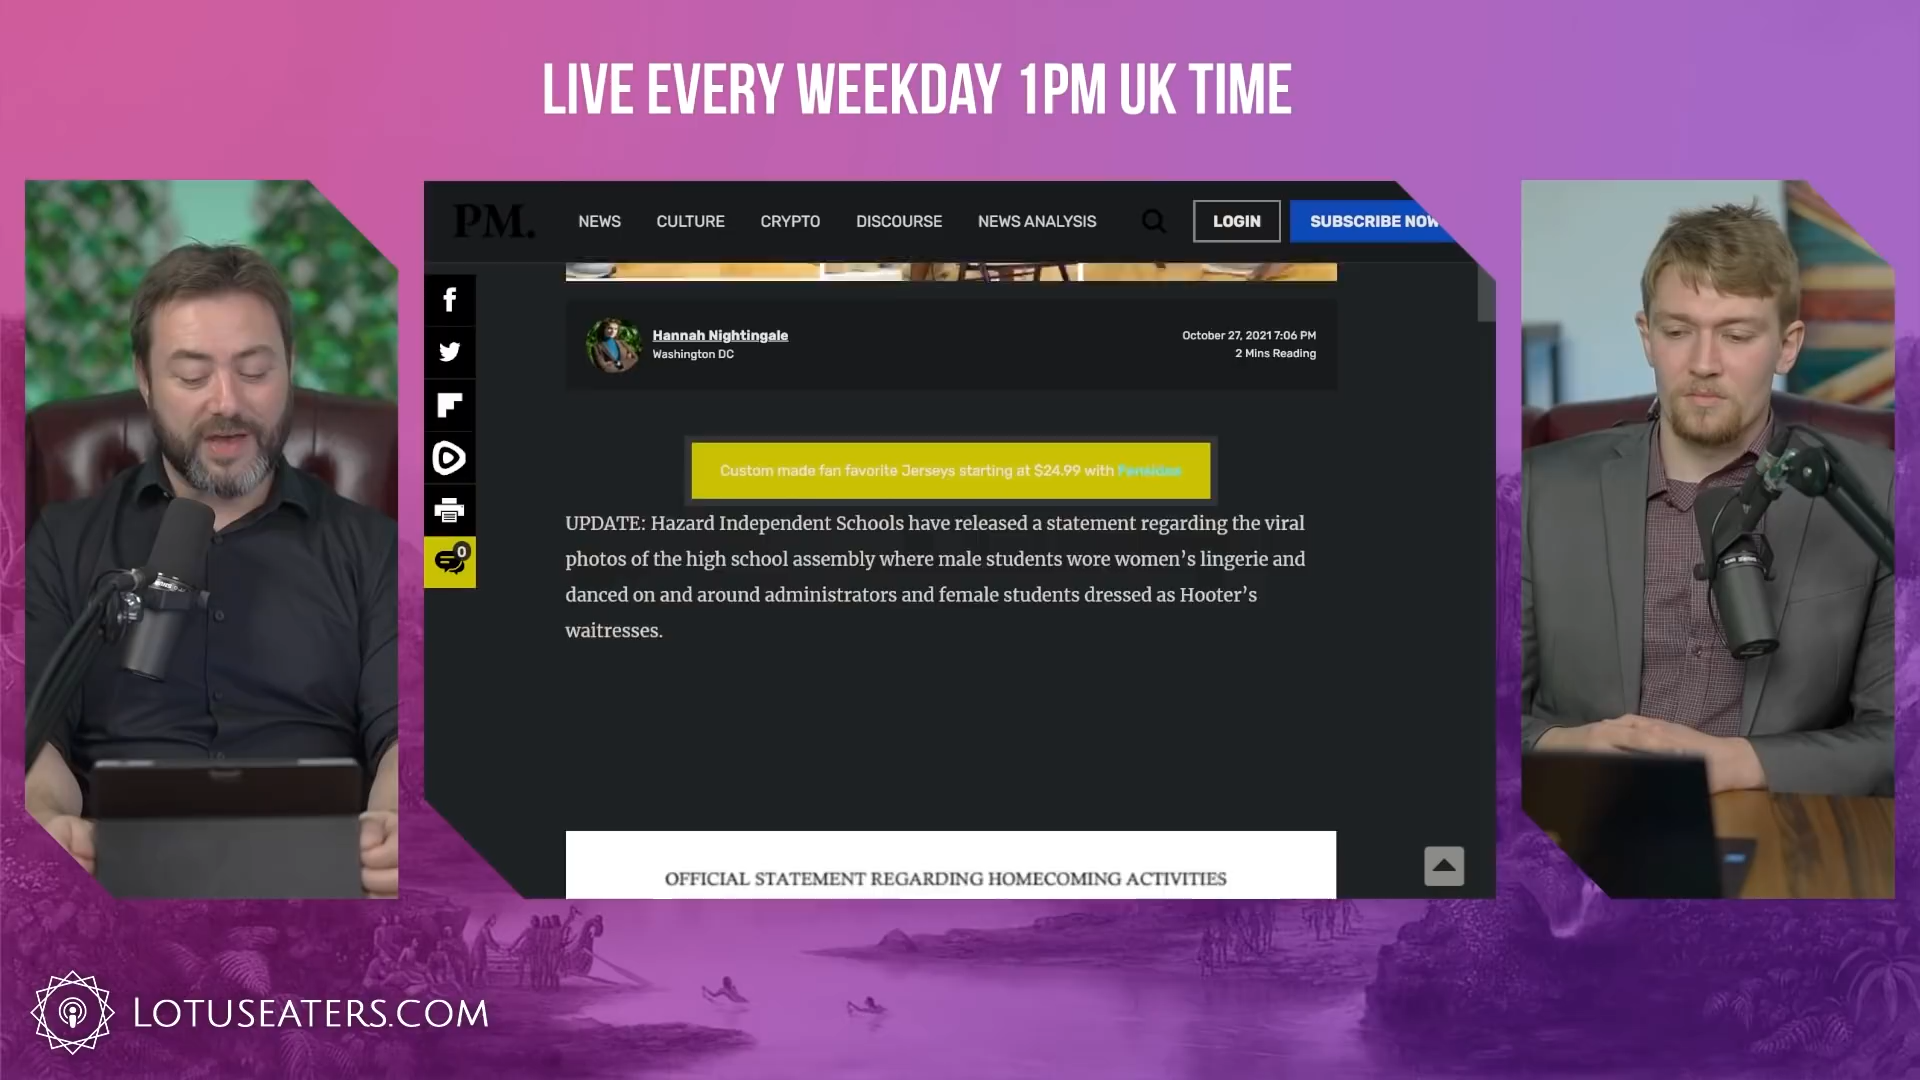 LIVE EVERY WEEKDAY 1PM UK TIME
PM.
NEWS
CULTURE
CRYPTO
DISCOURSE
NEWS ANALYSIS
LOGIN
SUBSCRIBE NOW
Hannah Nightingale
Washington DC
October 27, 2021 7:06 PM
2 Mins Reading
0
Custom made fan favorite Jerseys starting at $24.99 with
UPDATE: Hazard Independent Schools have released a statement regarding the viral
photos of the high school assembly where male students wore women’s lingerie and
danced on and around administrators and female students dressed as Hooter’s
waitresses.
OFFICIAL STATEMENT REGARDING HOMECOMING ACTIVITIES
LOTUSEATERS.COM